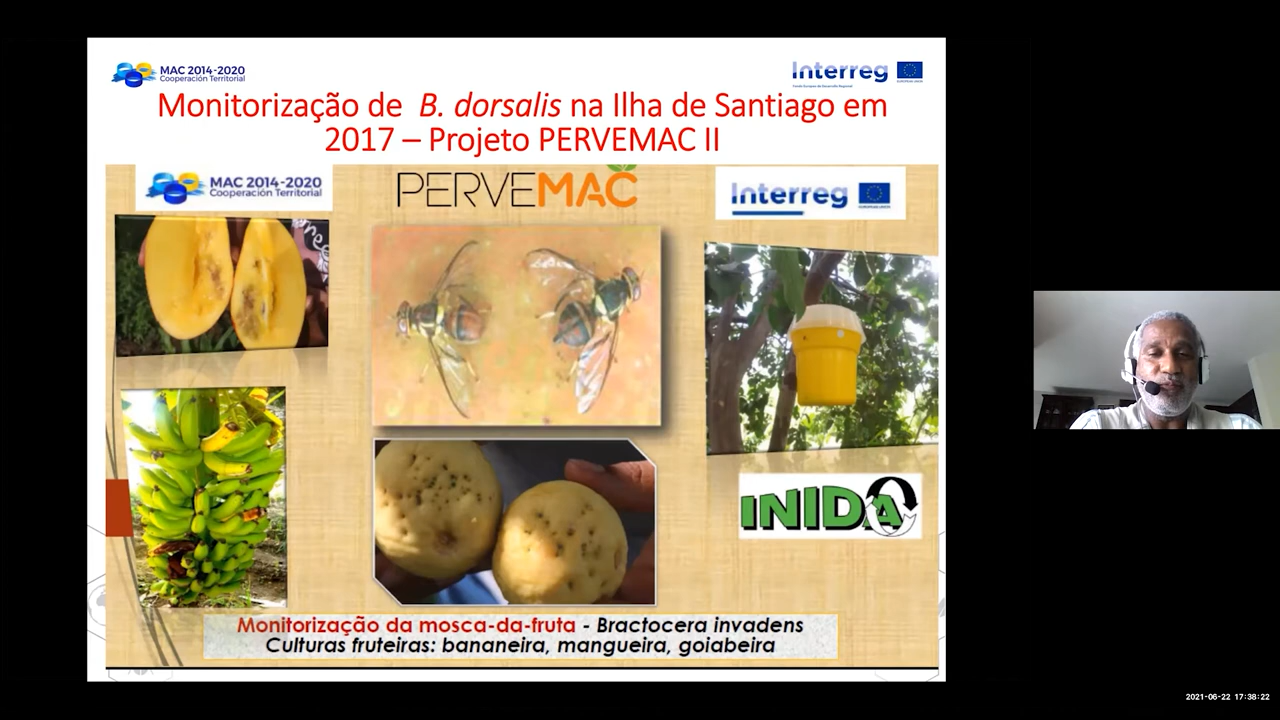 MAC 2014-2020
Cooperación Territorial
Interreg
Monitorização de B. dorsalis na Ilha de Santiago em
2017 – Projeto PERVEMAC II
MAC 2014-2020
Cooperación Territorial
PERVEMAC
Interreg
INIDA
Monitorização da mosca-da-fruta - Bractocera invadens
Culturas fruteiras: bananeira, mangueira, goiabeira
2021-06-22 17:38:22